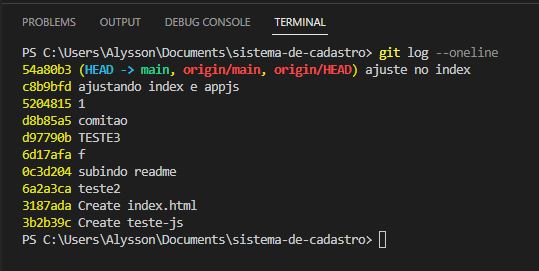 PROBLEMS OUTPUT DEBUG CONSOLE TERMINAL
PS C:\Users\Alysson\Documents\sistema-de-cadastro> git log --oneline
54a80b3 (HEAD -> main, origin/main, origin/HEAD) ajuste no index
c8b9bfd ajustando index e appjs
5204815 1
d8b85a5 comitao
d97790b TESTE3
6d17afa f
0c3d204 subindo readme
6a2a3ca teste2
3187ada Create index.html
3b2b39c Create teste-js
PS C:\Users\Alysson\Documents\sistema-de-cadastro>